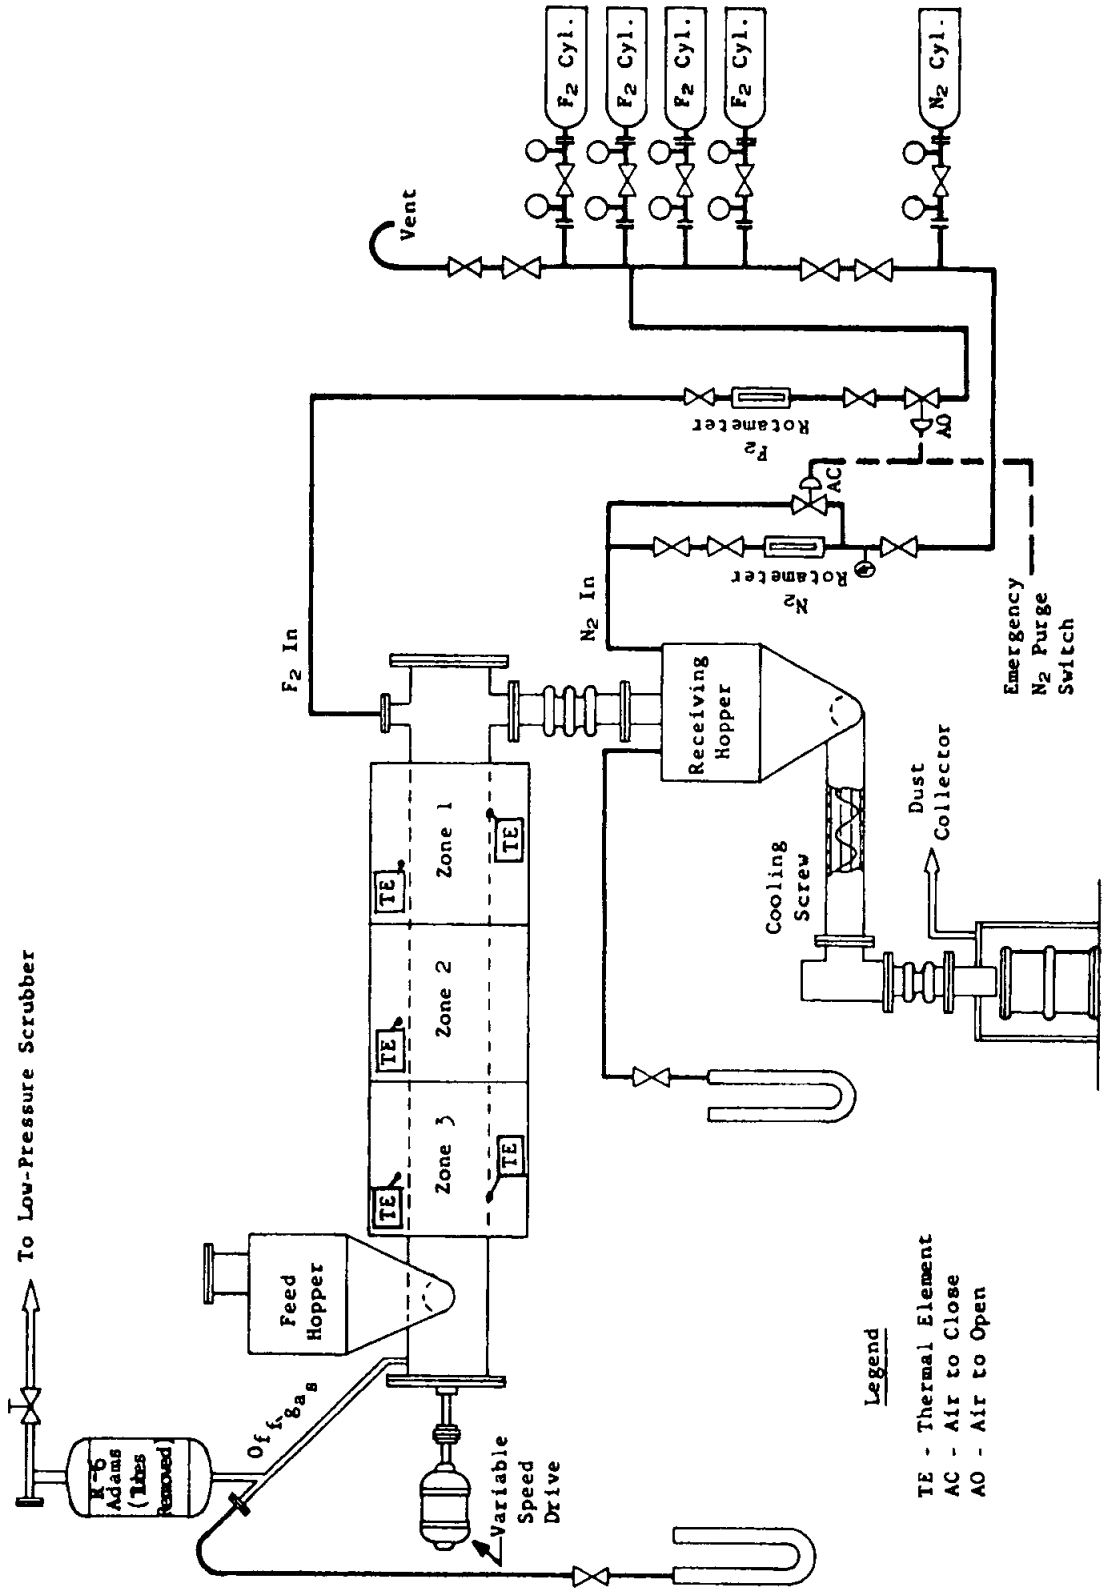 To Low-Pressure Scrubber
R-6
Adams
(Tubes
Removed)
Off-gas
Variable
Speed
Drive
Feed
Hopper
TE
Zone 3
TE
TE
Zone 2
TE
Zone 1
TE
F2 In
N2 In
Receiving
Hopper
Cooling
Screw
Dust
Collector
Emergency
N2 Purge
Switch
N2
Rotameter
F2
Rotameter
AC
AO
Vent
F2 Cyl.
F2 Cyl.
F2 Cyl.
F2 Cyl.
N2 Cyl.
Legend
TE - Thermal Element
AC - Air to Close
AO - Air to Open